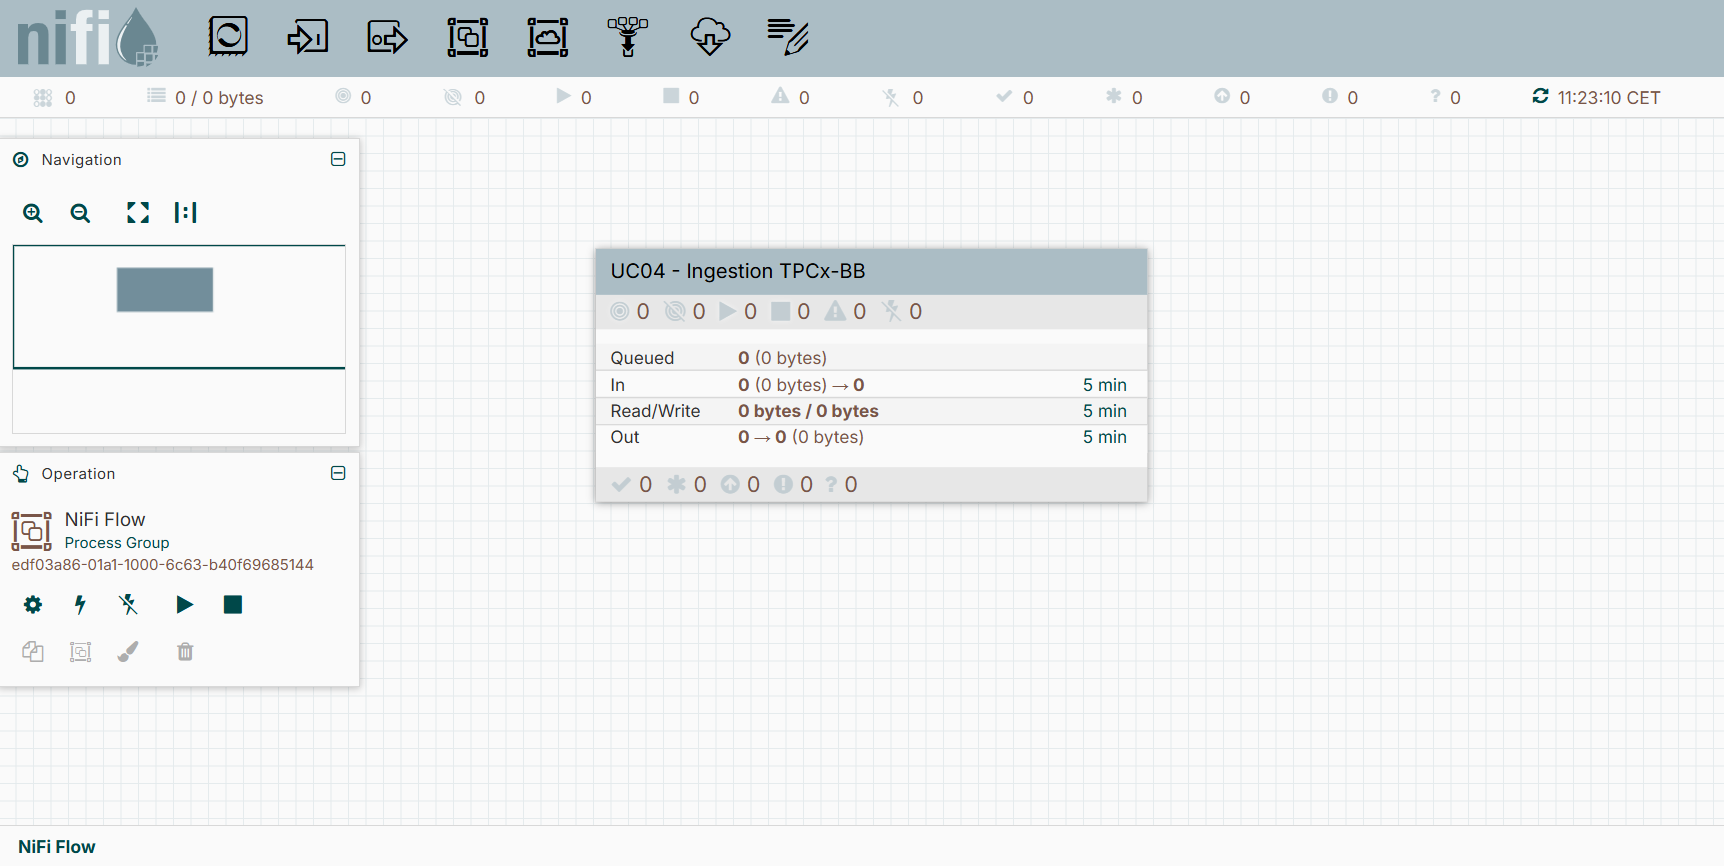 nifi
0
0 / 0 bytes
0
0
0
0
0
0
0
0
0
0
? 0
11:23:10 CET
Navigation
Operation
NiFi Flow
Process Group
edf03a86-01a1-1000-6c63-b40f69685144
UC04 - Ingestion TPCx-BB
0 0 0 0 0 0
Queued 0 (0 bytes)
In 0 (0 bytes) → 0 5 min
Read/Write 0 bytes / 0 bytes 5 min
Out 0 → 0 (0 bytes) 5 min
0 0 0 0 ? 0
NiFi Flow